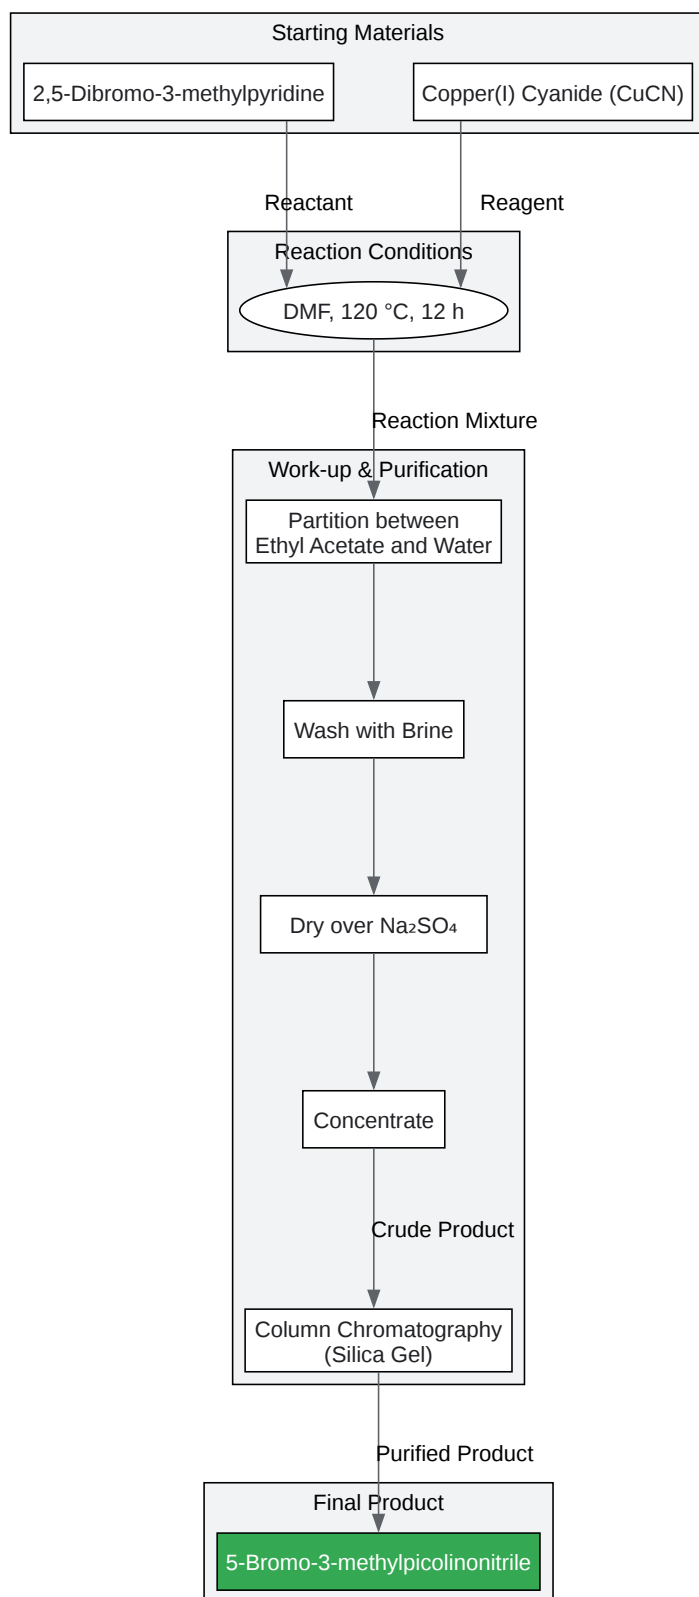 Starting Materials
2,5-Dibromo-3-methylpyridine
Copper(I) Cyanide (CuCN)
Reactant
Reagent
Reaction Conditions
DMF, 120 °C, 12 h
Reaction Mixture
Work-up & Purification
Partition between
Ethyl Acetate and Water
Wash with Brine
Dry over Na₂SO₄
Concentrate
Crude Product
Column Chromatography
(Silica Gel)
Purified Product
Final Product
5-Bromo-3-methylpicolinonitrile